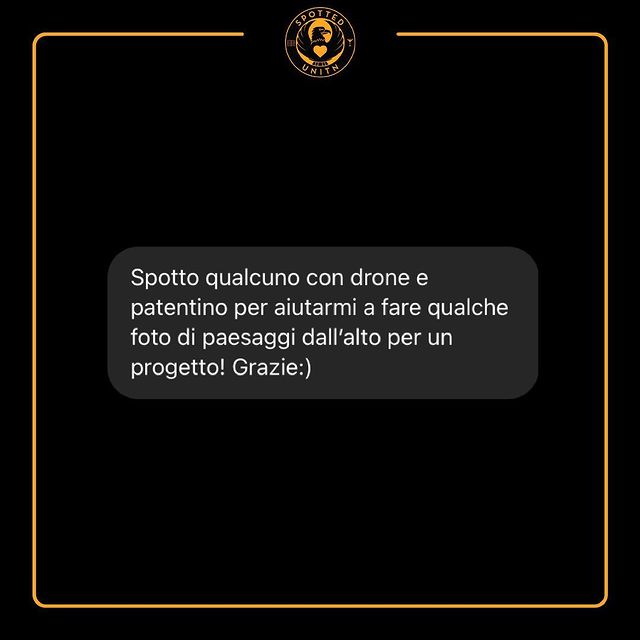 SPOTTED
UNITN
Spotto qualcuno con drone e
patentino per aiutarmi a fare qualche
foto di paesaggi dall’alto per un
progetto! Grazie:)